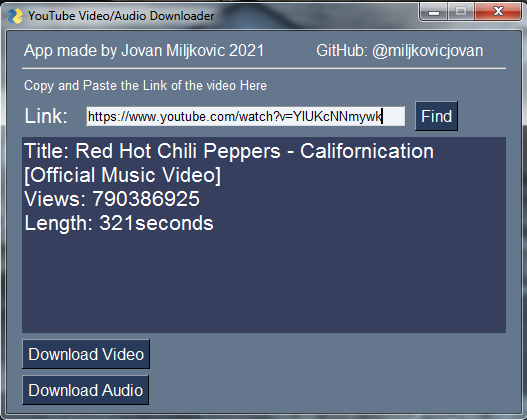 YouTube Video/Audio Downloader
App made by Jovan Miljkovic 2021 GitHub: @miljkovicjovan
Copy and Paste the Link of the video Here
Link: https://www.youtube.com/watch?v=YlUKcNNmywk Find
Title: Red Hot Chili Peppers - Californication
[Official Music Video]
Views: 790386925
Length: 321seconds
Download Video
Download Audio